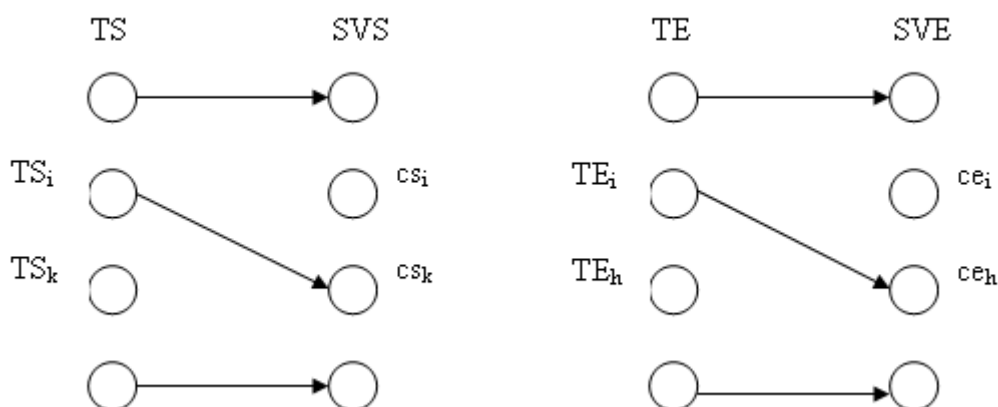 TS SVS TE SVE
TSᵢ csᵢ TEᵢ ceᵢ
TSₖ csₖ TEₕ ceₕ